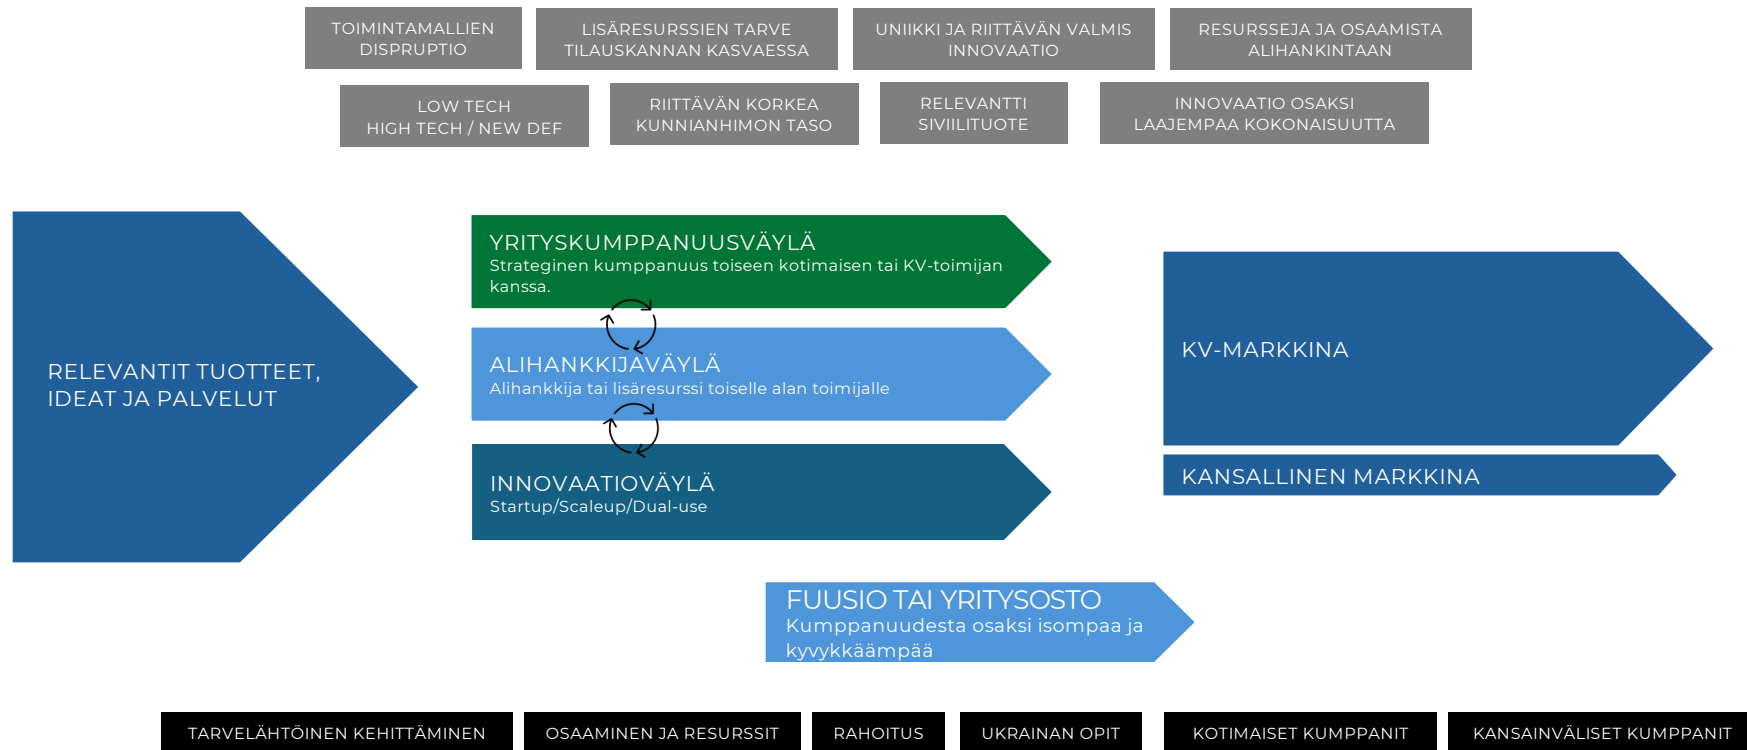 TOIMINTAMALLIEN
DISPRUPTIO
LISÄRESURSSIEN TARVE
TILAUSKANNAN KASVAESSA
UNIIKKI JA RIITTÄVÄN VALMIS
INNOVAATIO
RESURSSEJA JA OSAAMISTA
ALIHANKINTAAN
LOW TECH
HIGH TECH / NEW DEF
RIITTÄVÄN KORKEA
KUNNIANHIMON TASO
RELEVANTTI
SIVIILITUOTE
INNOVAATIO OSAKSI
LAAJEMPAA KOKONAISUUTTA
RELEVANTIT TUOTTEET,
IDEAT JA PALVELUT
YRITYSKUMPPANUUSVÄYLÄ
Strateginen kumppanuus toiseen kotimaisen tai KV-toimijan
kanssa.
ALIHANKKIJAVÄYLÄ
Alihankkija tai lisäresurssi toiselle alan toimijalle
INNOVAATIOVÄYLÄ
Startup/Scaleup/Dual-use
KV-MARKKINA
KANSALLINEN MARKKINA
FUUSIO TAI YRITYSOSTO
Kumppanuudesta osaksi isompaa ja
kyvykkäämpää
TARVELÄHTÖINEN KEHITTÄMINEN
OSAAMINEN JA RESURSSIT
RAHOITUS
UKRAINAN OPIT
KOTIMAISET KUMPPANIT
KANSAINVÄLISET KUMPPANIT